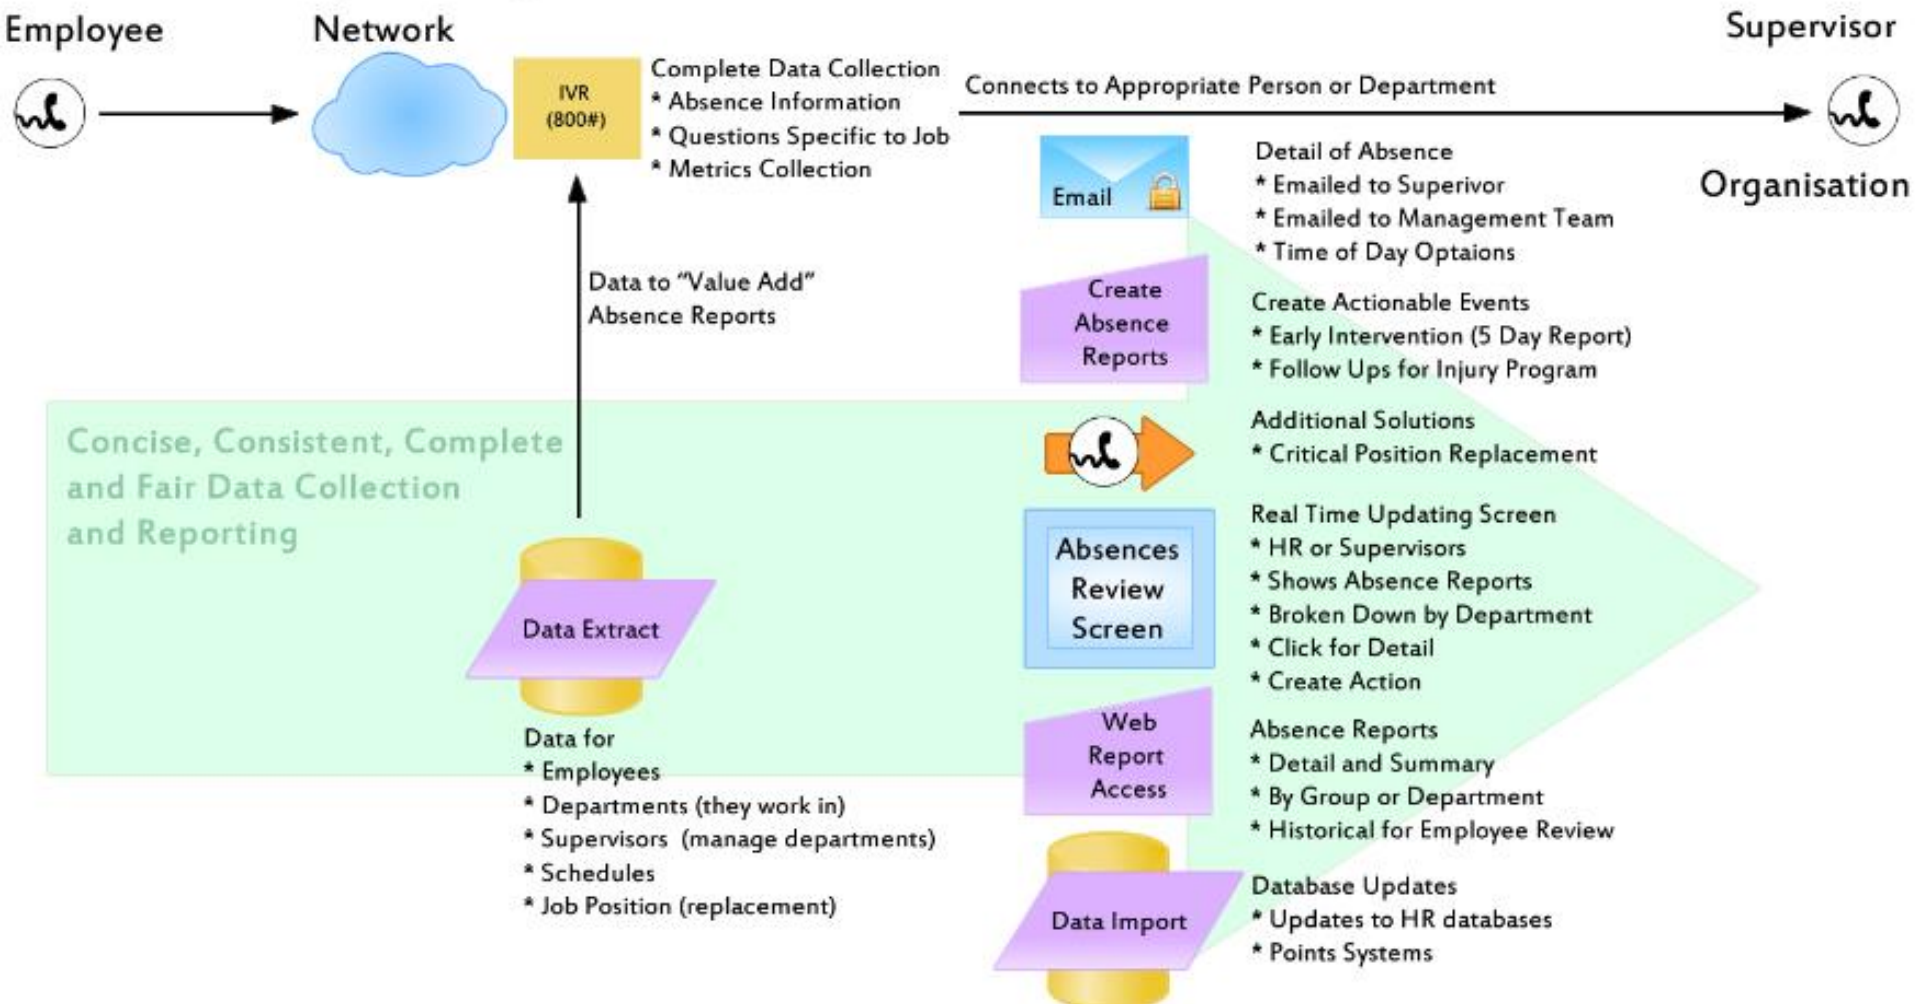 Employee
Network
Supervisor
Organisation
IVR
(800#)
Complete Data Collection
* Absence Information
* Questions Specific to Job
* Metrics Collection
Connects to Appropriate Person or Department
Email
Detail of Absence
* Emailed to Superivor
* Emailed to Management Team
* Time of Day Optaions
Data to “Value Add”
Absence Reports
Create
Absence
Reports
Create Actionable Events
* Early Intervention (5 Day Report)
* Follow Ups for Injury Program
Concise, Consistent, Complete
and Fair Data Collection
and Reporting
Additional Solutions
* Critical Position Replacement
Absences
Review
Screen
Real Time Updating Screen
* HR or Supervisors
* Shows Absence Reports
* Broken Down by Department
* Click for Detail
* Create Action
Data Extract
Data for
* Employees
* Departments (they work in)
* Supervisors (manage departments)
* Schedules
* Job Position (replacement)
Web
Report
Access
Absence Reports
* Detail and Summary
* By Group or Department
* Historical for Employee Review
Data Import
Database Updates
* Updates to HR databases
* Points Systems